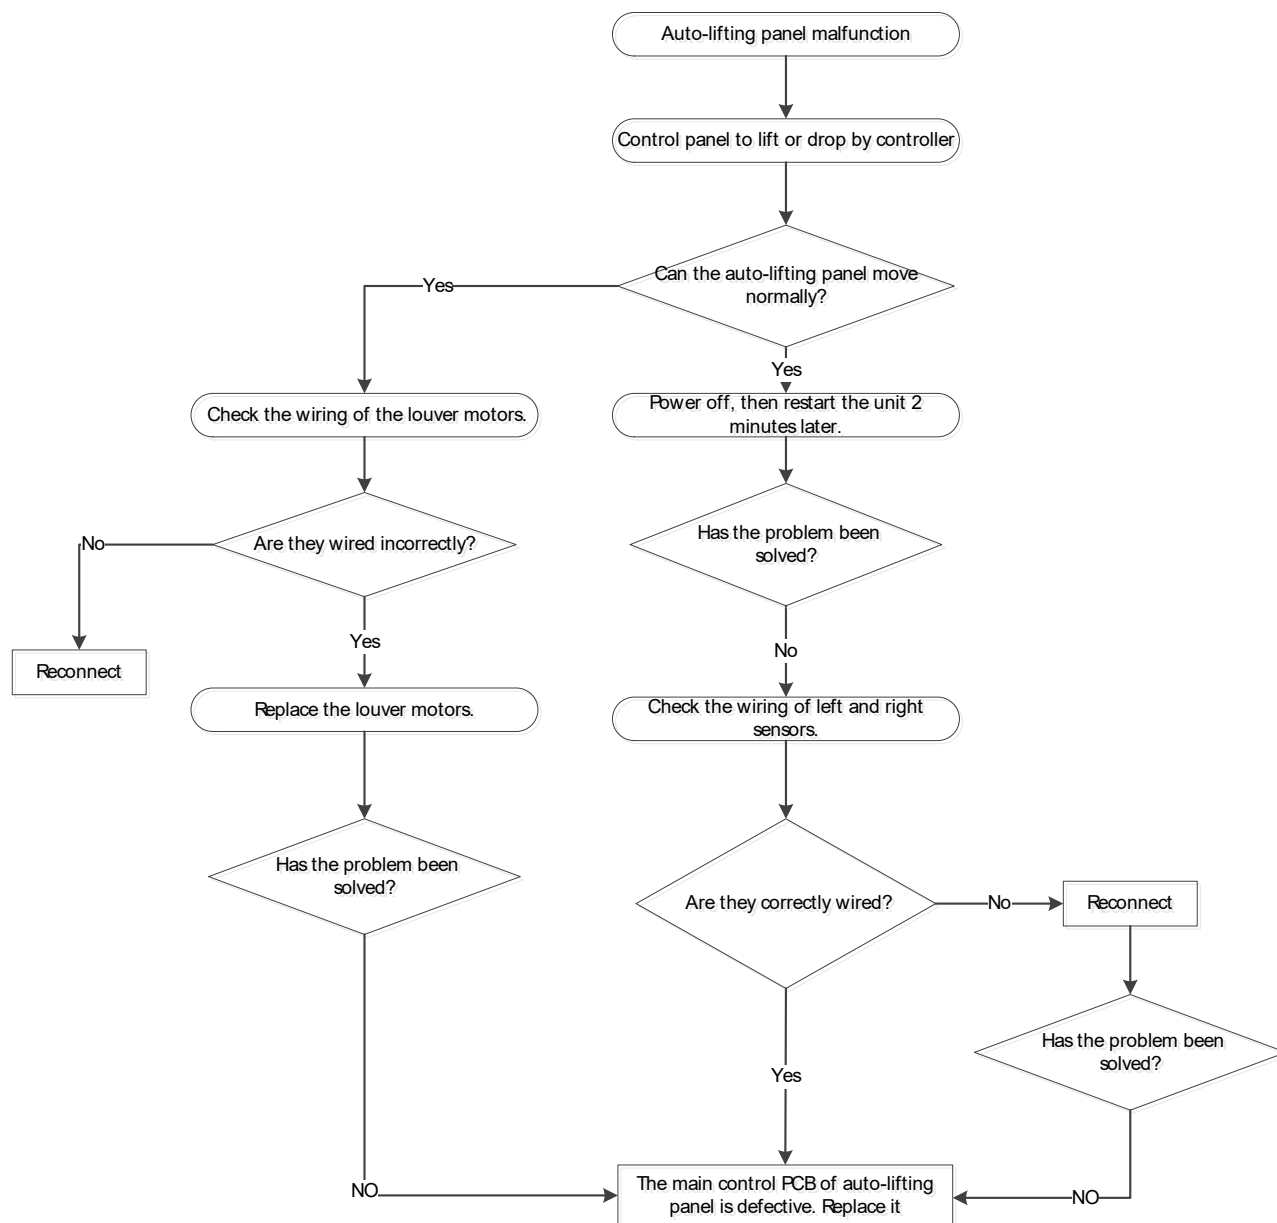 Auto-lifting panel malfunction
Control panel to lift or drop by controller
Can the auto-lifting panel move
normally?
Yes
Yes
Check the wiring of the louver motors.
Power off, then restart the unit 2
minutes later.
Are they wired incorrectly?
No
Has the problem been
solved?
Yes
No
Reconnect
Replace the louver motors.
Check the wiring of left and right
sensors.
Has the problem been
solved?
Are they correctly wired?
No
Reconnect
Has the problem been
solved?
Yes
NO
NO
The main control PCB of auto-lifting
panel is defective. Replace it